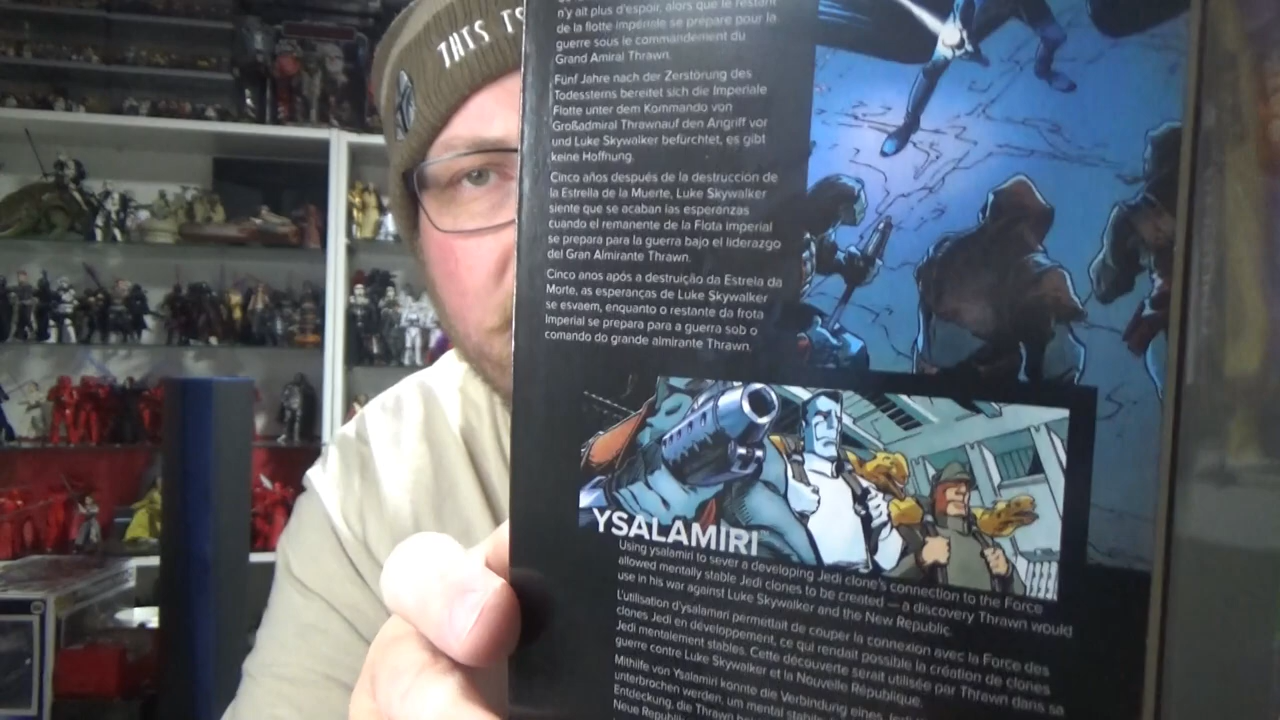 THIS IS
n'y ait plus d'espoir, alors que le restant
de la flotte impériale se prépare pour la
guerre sous le commandement du
Grand Amiral Thrawn.
Fünf Jahre nach der Zerstörung des
Todessterns bereitet sich die Imperiale
Flotte unter dem Kommando von
Großadmiral Thrawnauf den Angriff vor
und Luke Skywalker befürchtet, es gibt
keine Hoffnung.
Cinco años después de la destruccion de
la Estrella de la Muerte, Luke Skywalker
siente que se acaban las esperanzas
cuando el remanente de la Flota imperial
se prepara para la guerra bajo el liderazgo
del Gran Almirante Thrawn.
Cinco anos após a destruição da Estrela da
Morte, as esperanças de Luke Skywalker
se esvaem, enquanto o restante da frota
Imperial se prepara para a guerra sob o
comando do grande almirante Thrawn.
YSALAMIRI
Using ysalamiri to sever a developing Jedi clone's connection to the Force
allowed mentally stable Jedi clones to be created — a discovery Thrawn would
use in his war against Luke Skywalker and the New Republic.
L'utilisation d'ysalamari permettait de couper la connexion avec la Force des
clones Jedi en développement, ce qui rendait possible la création de clones
Jedi mentalement stables. Cette découverte serait utilisée par Thrawn dans sa
guerre contre Luke Skywalker et la Nouvelle République.
Mithilfe von Ysalamiri konnte die Verbindung eines
unterbrochen werden, um mental
Entdeckung, die Thrawn
Neue